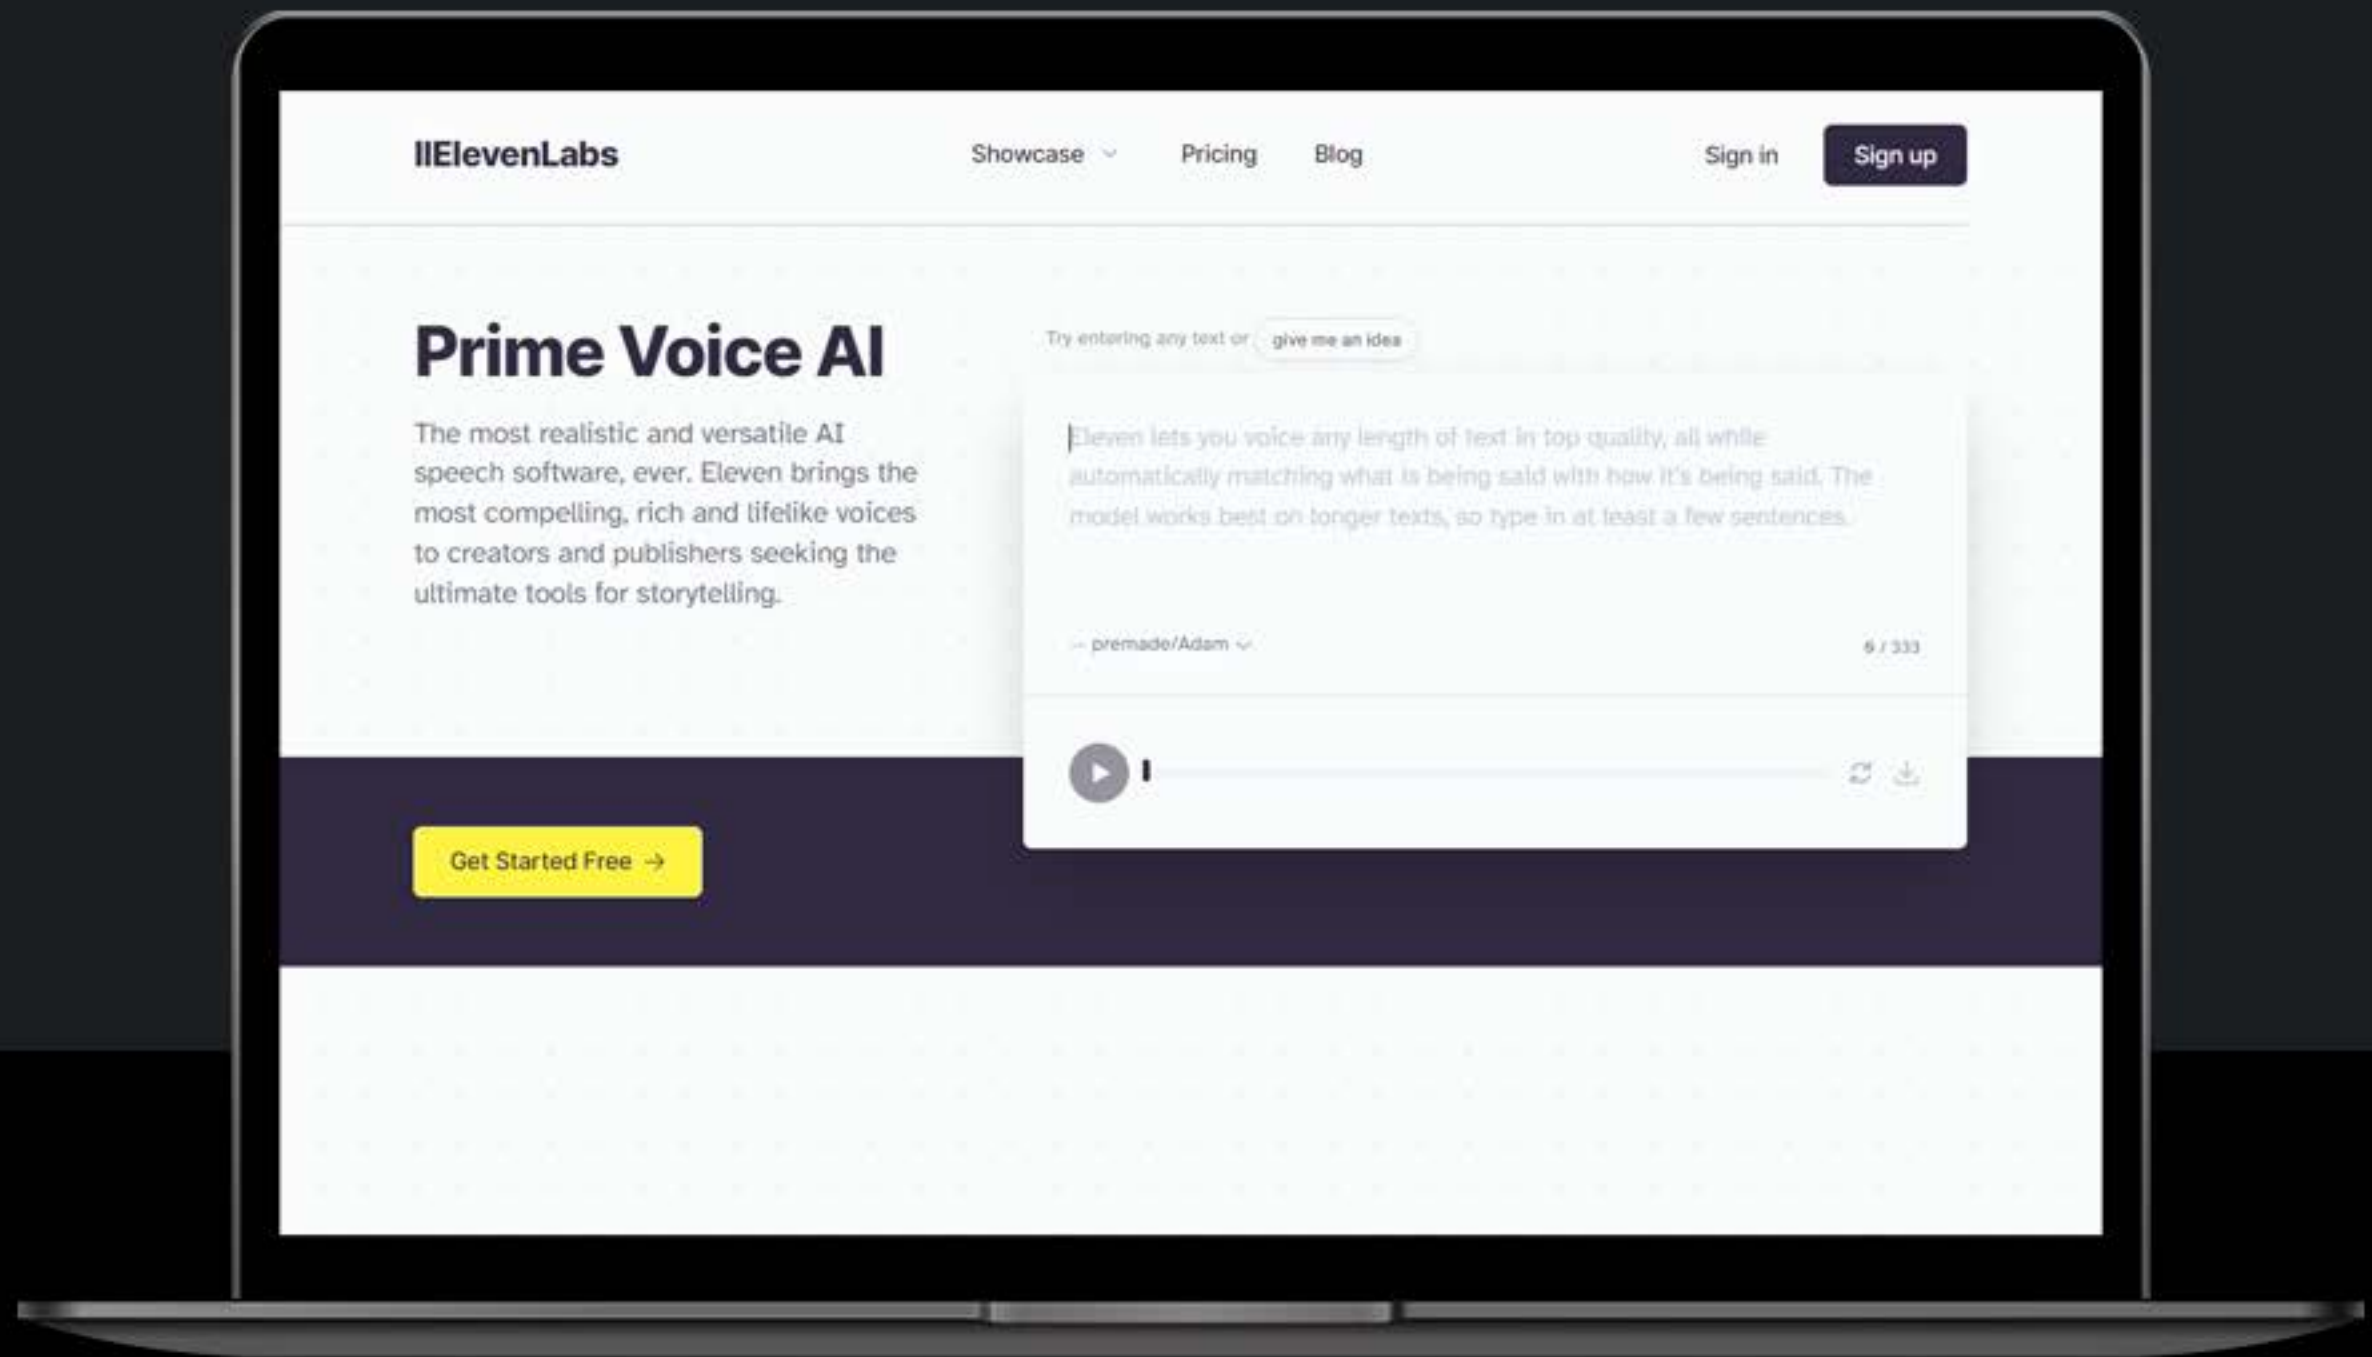 llElevenLabs
Showcase
Pricing
Blog
Sign in
Sign up
Prime Voice AI
The most realistic and versatile AI
speech software, ever. Eleven brings the
most compelling, rich and lifelike voices
to creators and publishers seeking the
ultimate tools for storytelling.
Get Started Free →
Try entering any text or give me an idea
Eleven lets you voice any length of text in top quality, all while
automatically matching what is being said with how it's being said. The
model works best on longer texts, so type in at least a few sentences.
premade/Adam
/ 333